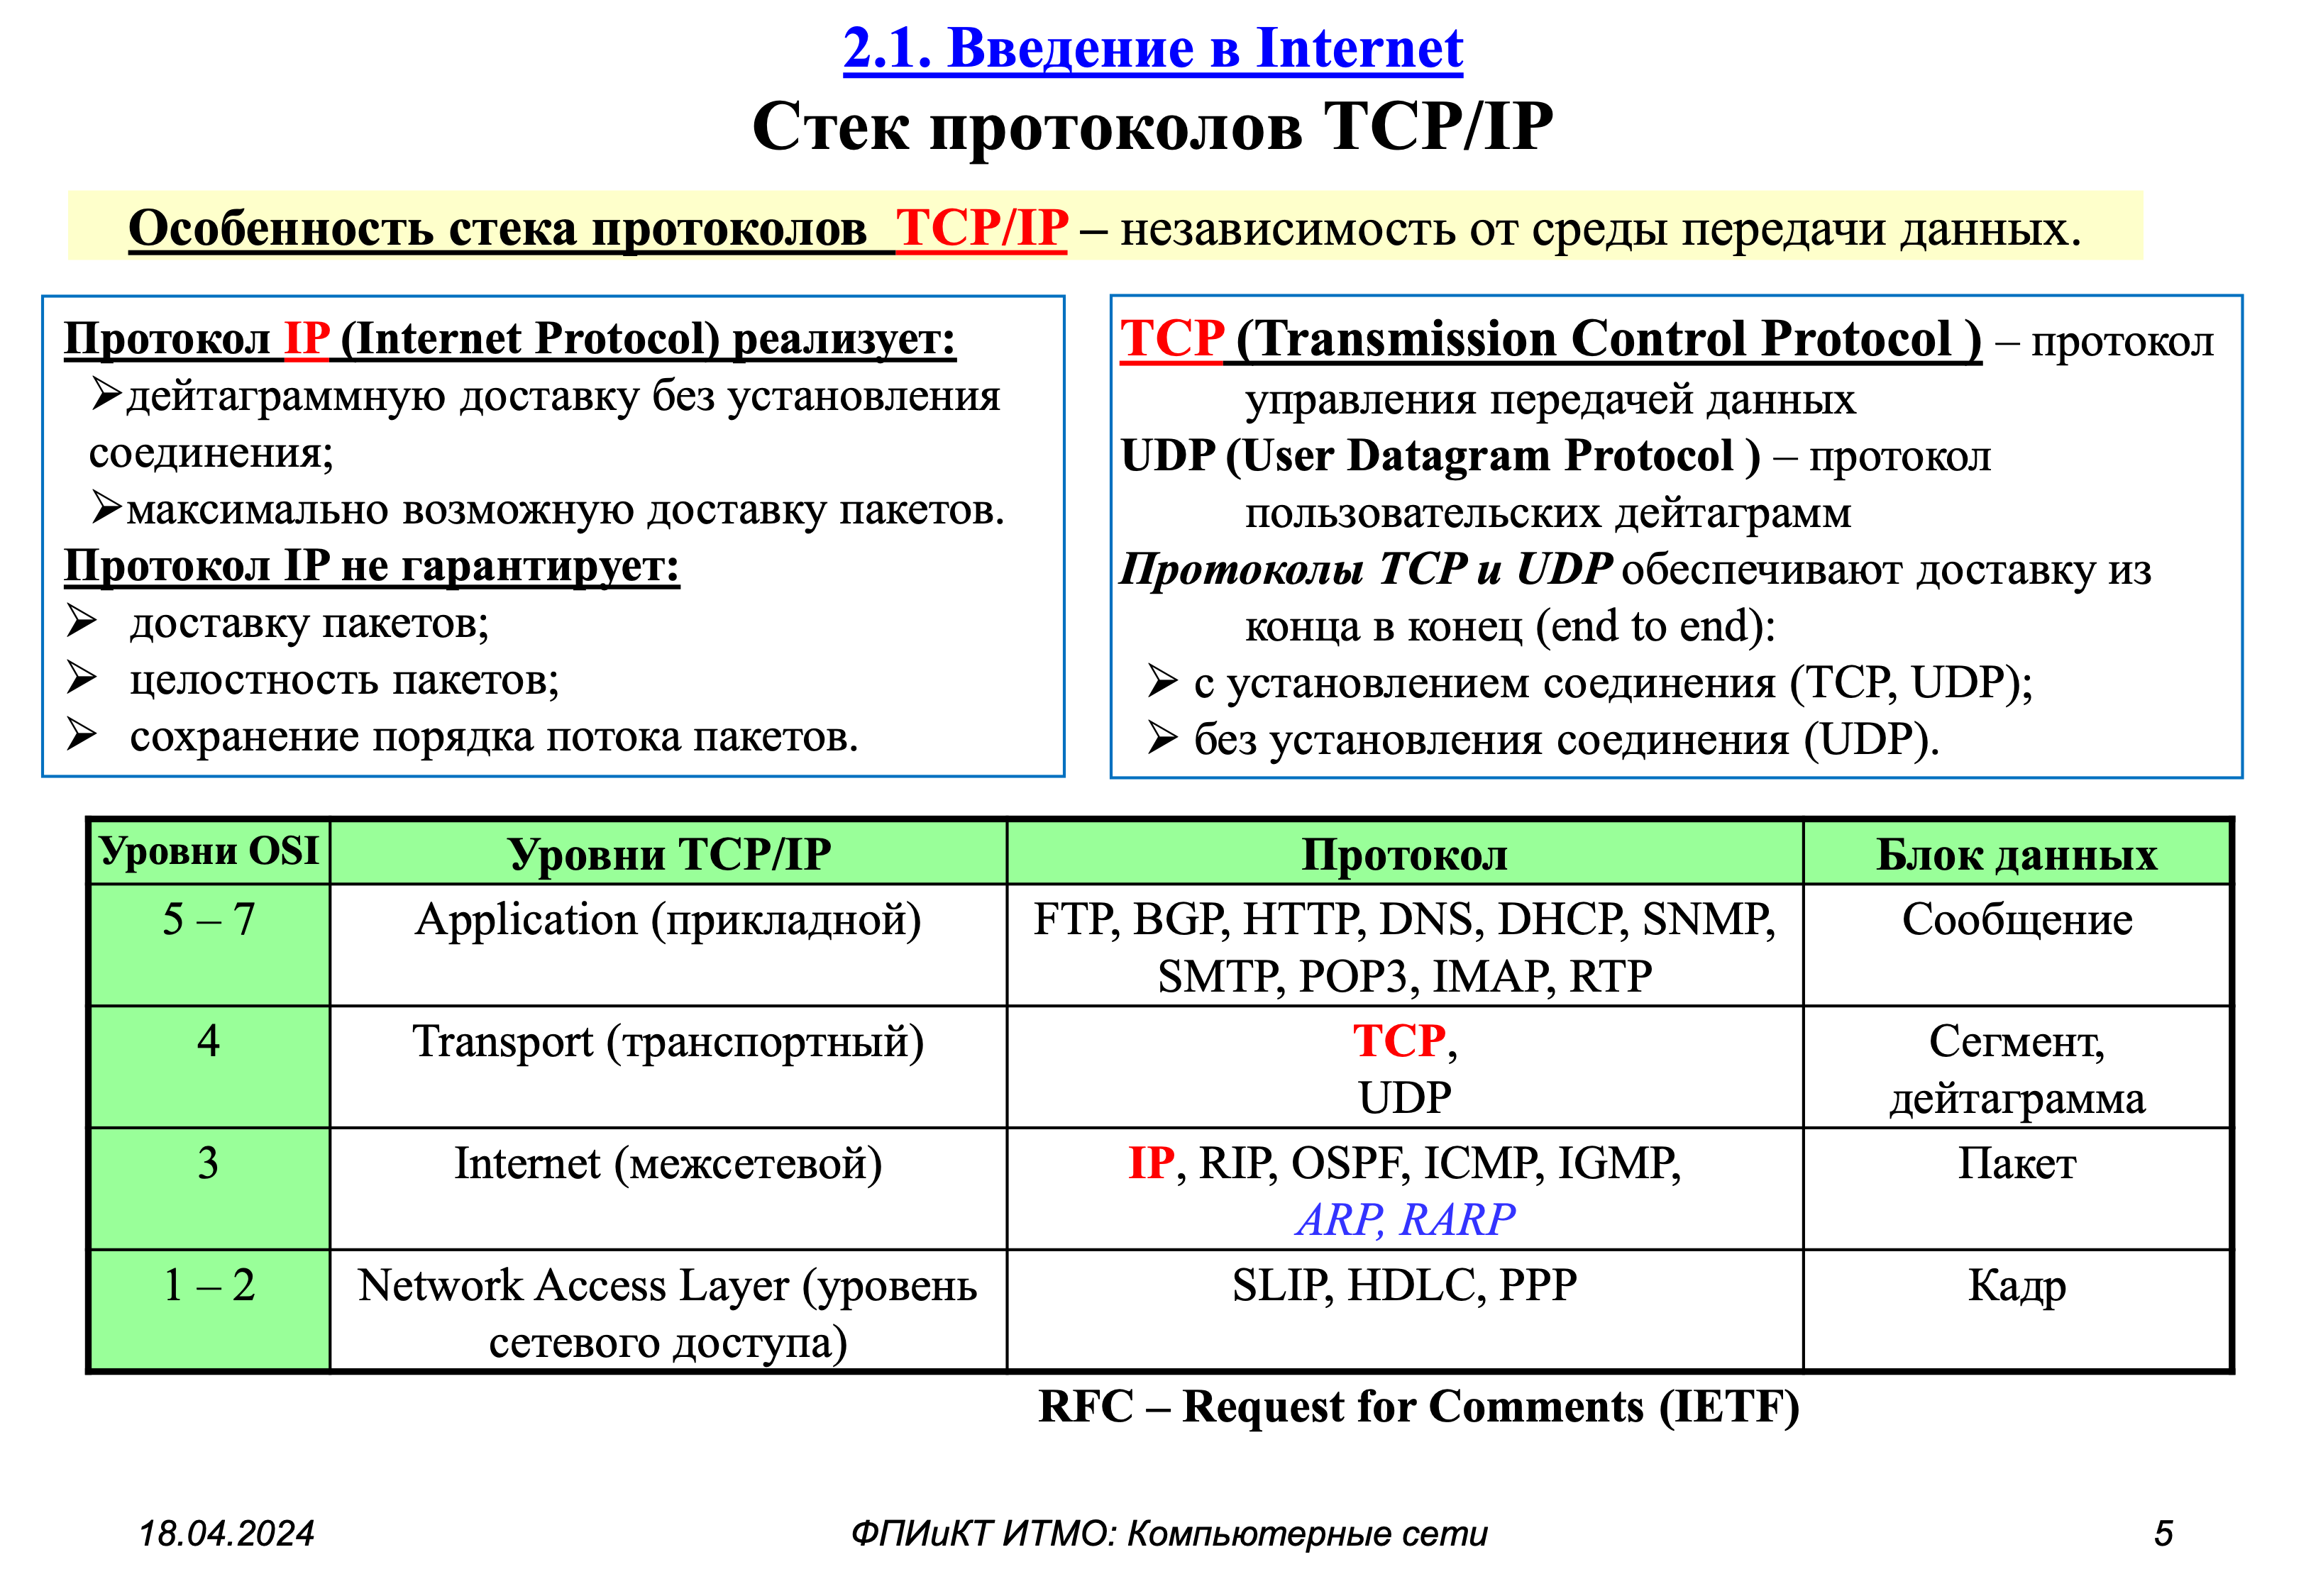 2.1. Введение в Internet
Стек протоколов TCP/IP
Особенность стека протоколов TCP/IP – независимость от среды передачи данных.
Протокол IP (Internet Protocol) реализует:
➢дейтаграммную доставку без установления
соединения;
➢максимально возможную доставку пакетов.
Протокол IP не гарантирует:
➢ доставку пакетов;
➢ целостность пакетов;
➢ сохранение порядка потока пакетов.
TCP (Transmission Control Protocol ) – протокол
управления передачей данных
UDP (User Datagram Protocol ) – протокол
пользовательских дейтаграмм
Протоколы TCP и UDP обеспечивают доставку из
конца в конец (end to end):
➢ с установлением соединения (TCP, UDP);
➢ без установления соединения (UDP).
Уровни OSI Уровни TCP/IP Протокол Блок данных
5 – 7 Application (прикладной) FTP, BGP, HTTP, DNS, DHCP, SNMP, Сообщение
SMTP, POP3, IMAP, RTP
4 Transport (транспортный) TCP, Сегмент,
UDP дейтаграмма
3 Internet (межсетевой) IP, RIP, OSPF, ICMP, IGMP, Пакет
ARP, RARP
1 – 2 Network Access Layer (уровень SLIP, HDLC, PPP Кадр
сетевого доступа)
RFC – Request for Comments (IETF)
18.04.2024 ФПИиКТ ИТМО: Компьютерные сети 5